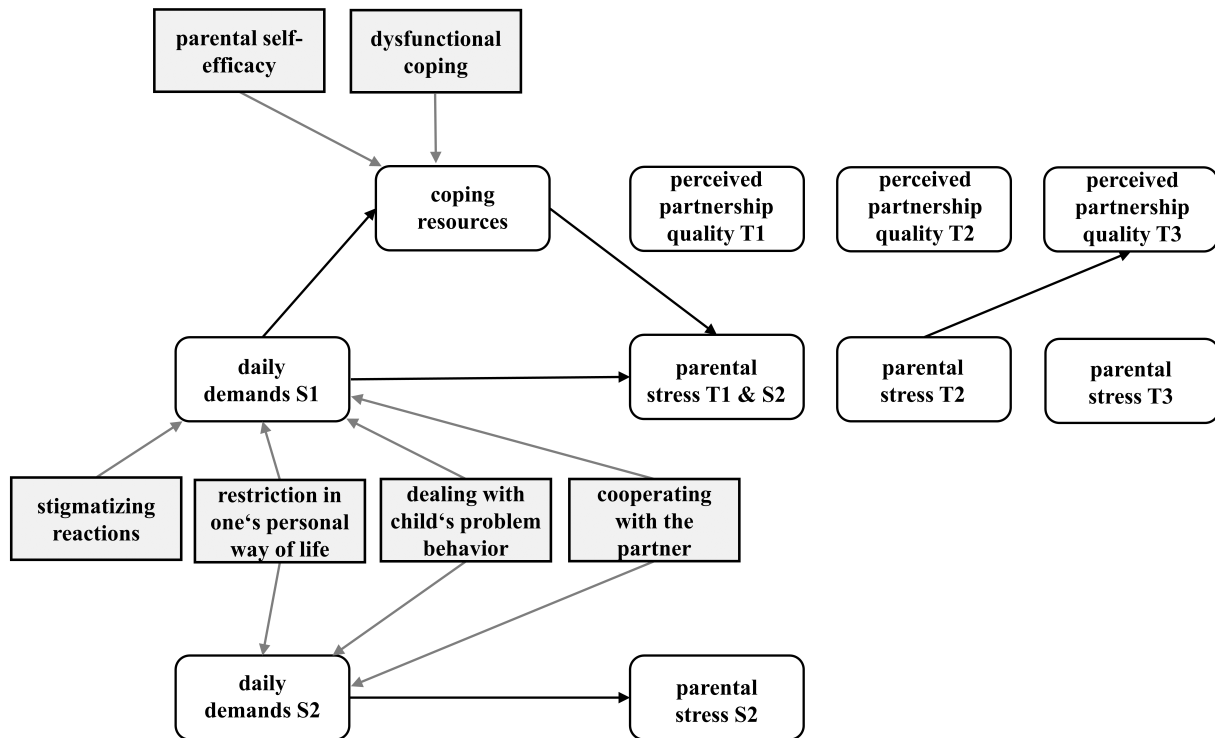 parental self-
efficacy
dysfunctional
coping
coping
resources
perceived
partnership
quality T1
perceived
partnership
quality T2
perceived
partnership
quality T3
daily
demands S1
parental
stress T1 & S2
parental
stress T2
parental
stress T3
stigmatizing
reactions
restriction in
one‘s personal
way of life
dealing with
child‘s problem
behavior
cooperating
with the
partner
daily
demands S2
parental
stress S2